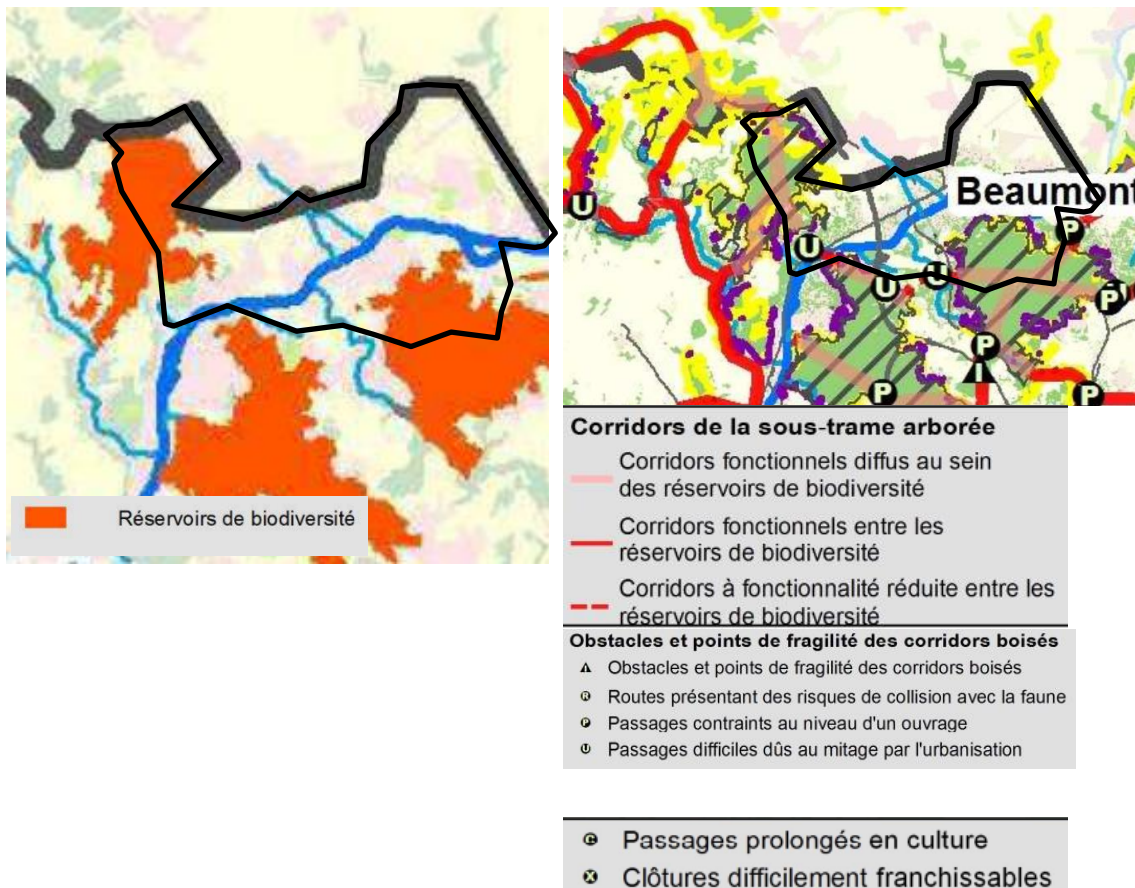 Réservoirs de biodiversité
Beaumont
U
P
U
U
P
P
I
P
P
Corridors de la sous-trame arborée
Corridors fonctionnels diffus au sein
des réservoirs de biodiversité
Corridors fonctionnels entre les
réservoirs de biodiversité
Corridors à fonctionnalité réduite entre les
réservoirs de biodiversité
Obstacles et points de fragilité des corridors boisés
Obstacles et points de fragilité des corridors boisés
R Routes présentant des risques de collision avec la faune
P Passages contraints au niveau d'un ouvrage
U Passages difficiles dûs au mitage par l'urbanisation
C Passages prolongés en culture
X Clôtures difficilement franchissables